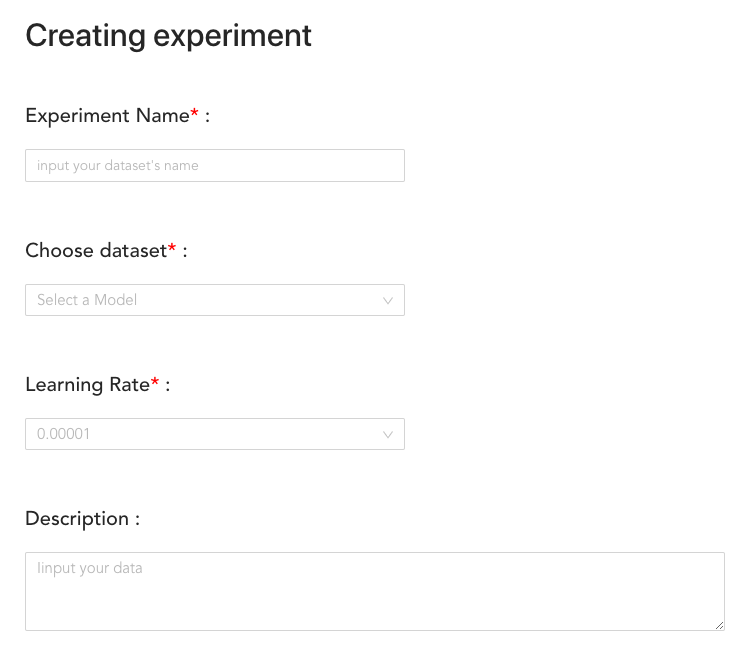 Creating experiment
Experiment Name* :
input your dataset's name
Choose dataset* :
Select a Model
Learning Rate* :
0.00001
Description :
Iinput your data